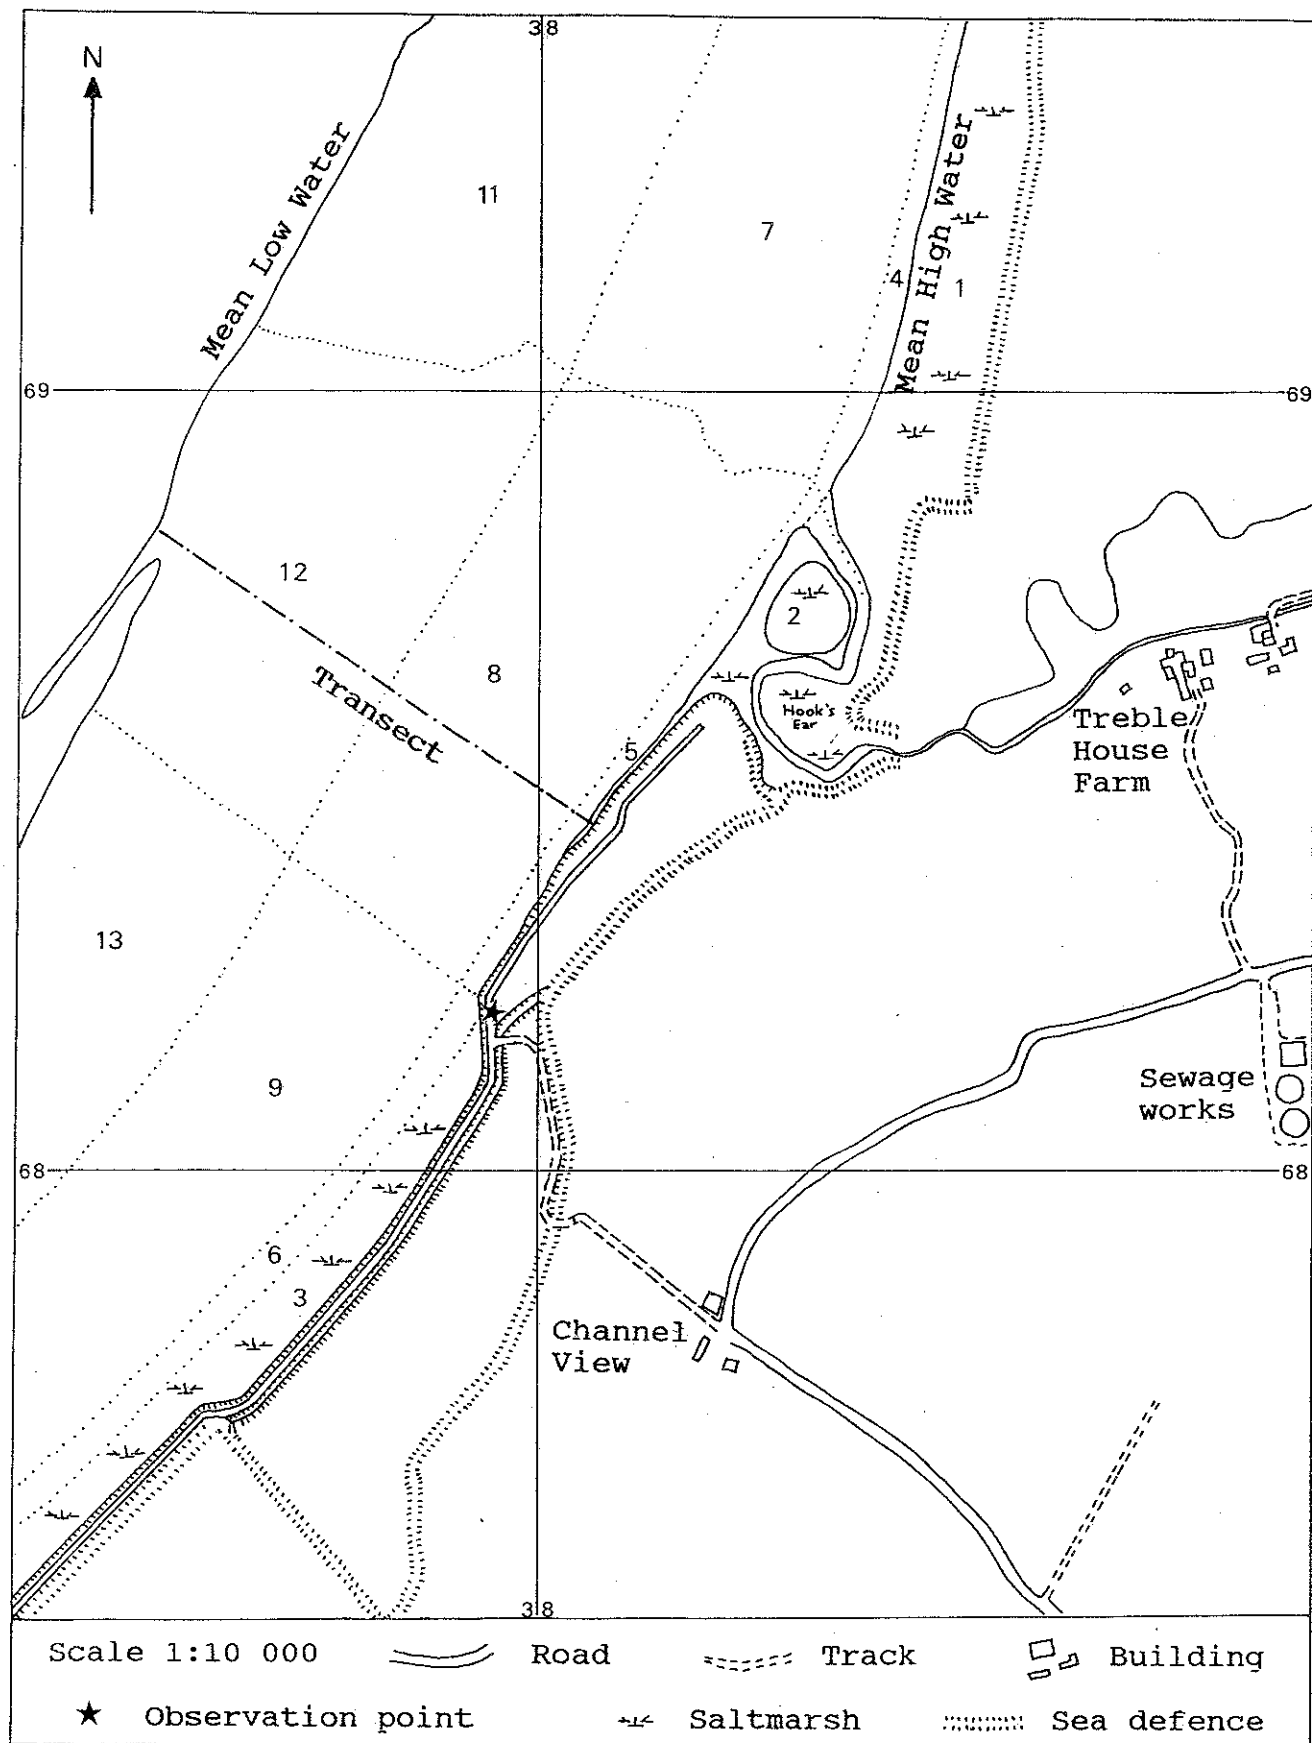 38
N
Mean Low Water
11
7
Mean High Water
4
1
69
69
12
2
8
Transect
Hook's
Ear
5
Treble
House
Farm
13
9
Sewage
works
68
68
6
3
Channel
View
38
Scale 1:10 000
Road
Track
Building
Observation point
Saltmarsh
Sea defence